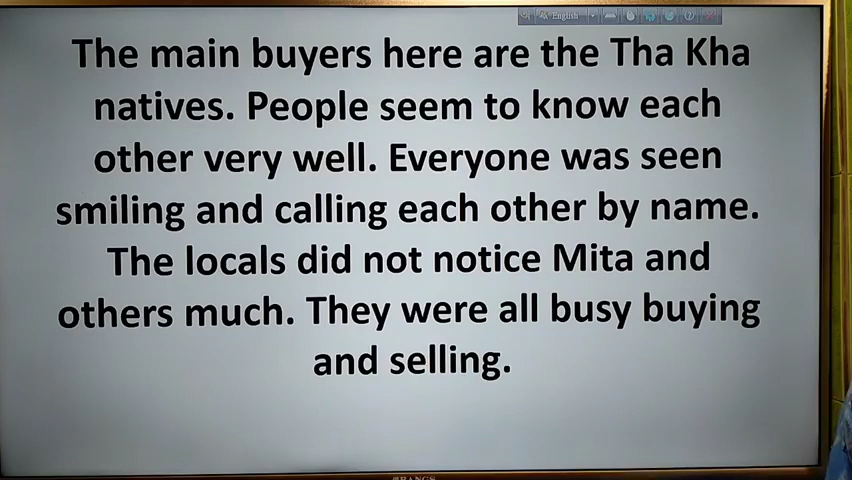 English
The main buyers here are the Tha Kha
natives. People seem to know each
other very well. Everyone was seen
smiling and calling each other by name.
The locals did not notice Mita and
others much. They were all busy buying
and selling.
RANGS